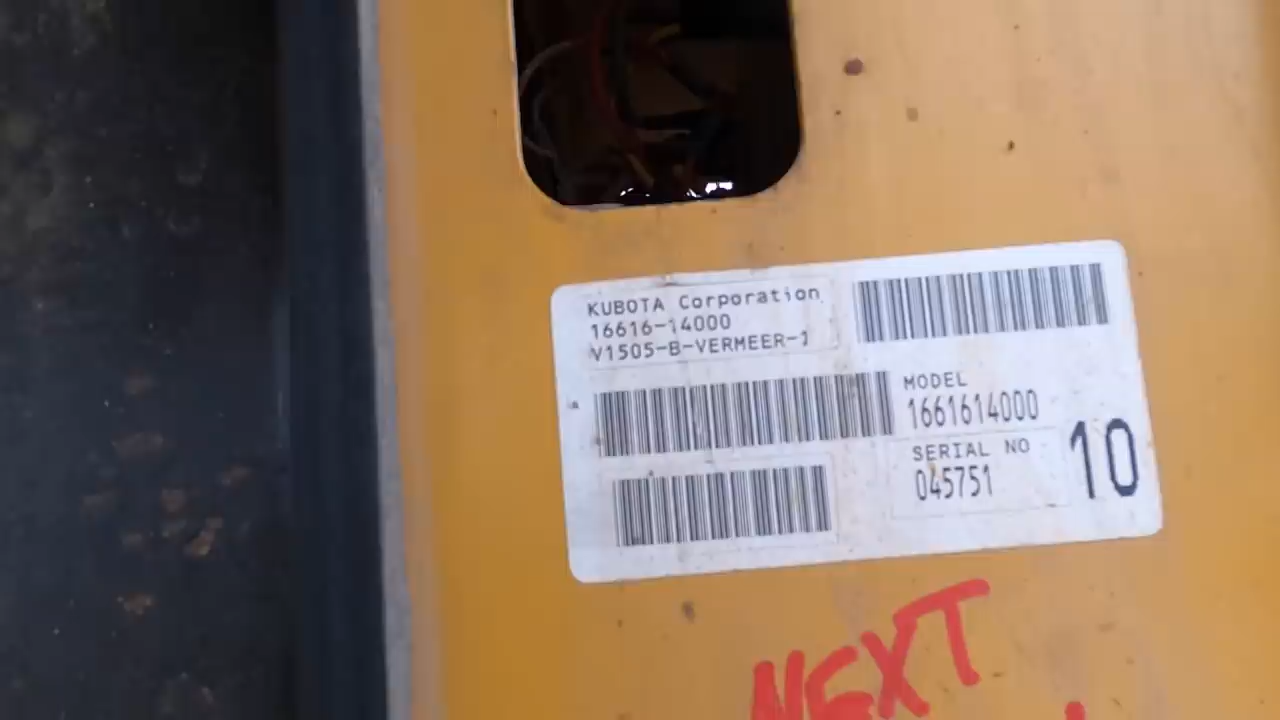 KUBOTA Corporation
16616-14000
V1505-B-VERMEER-1
MODEL
1661614000
SERIAL NO
045751
10
NEXT